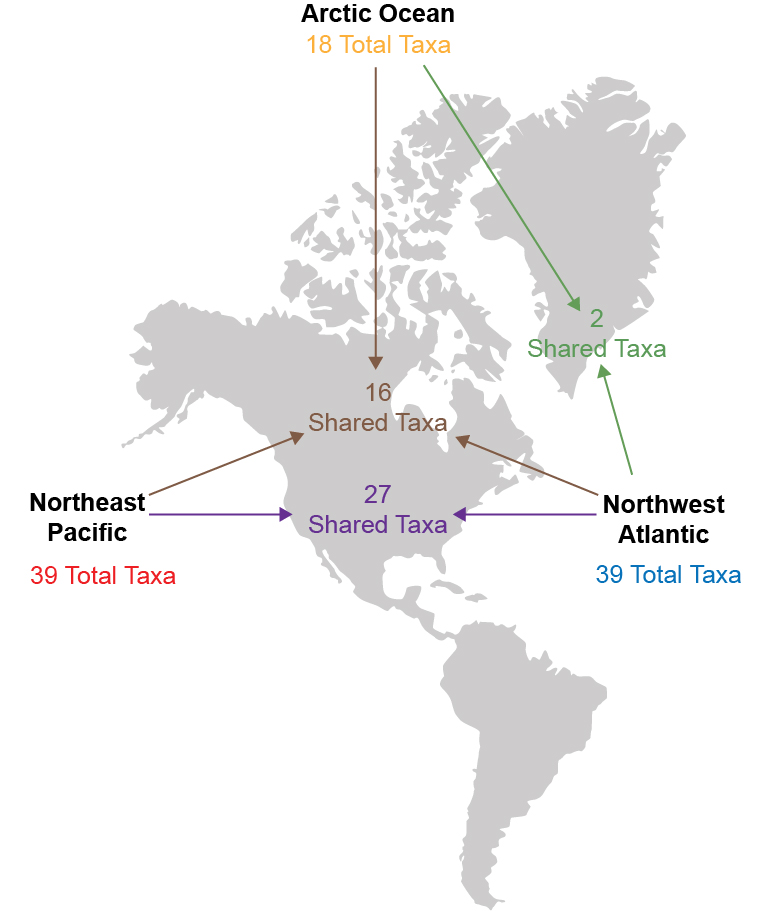 Arctic Ocean
18 Total Taxa
2
Shared Taxa
16
Shared Taxa
27
Shared Taxa
Northeast
Pacific
39 Total Taxa
Northwest
Atlantic
39 Total Taxa